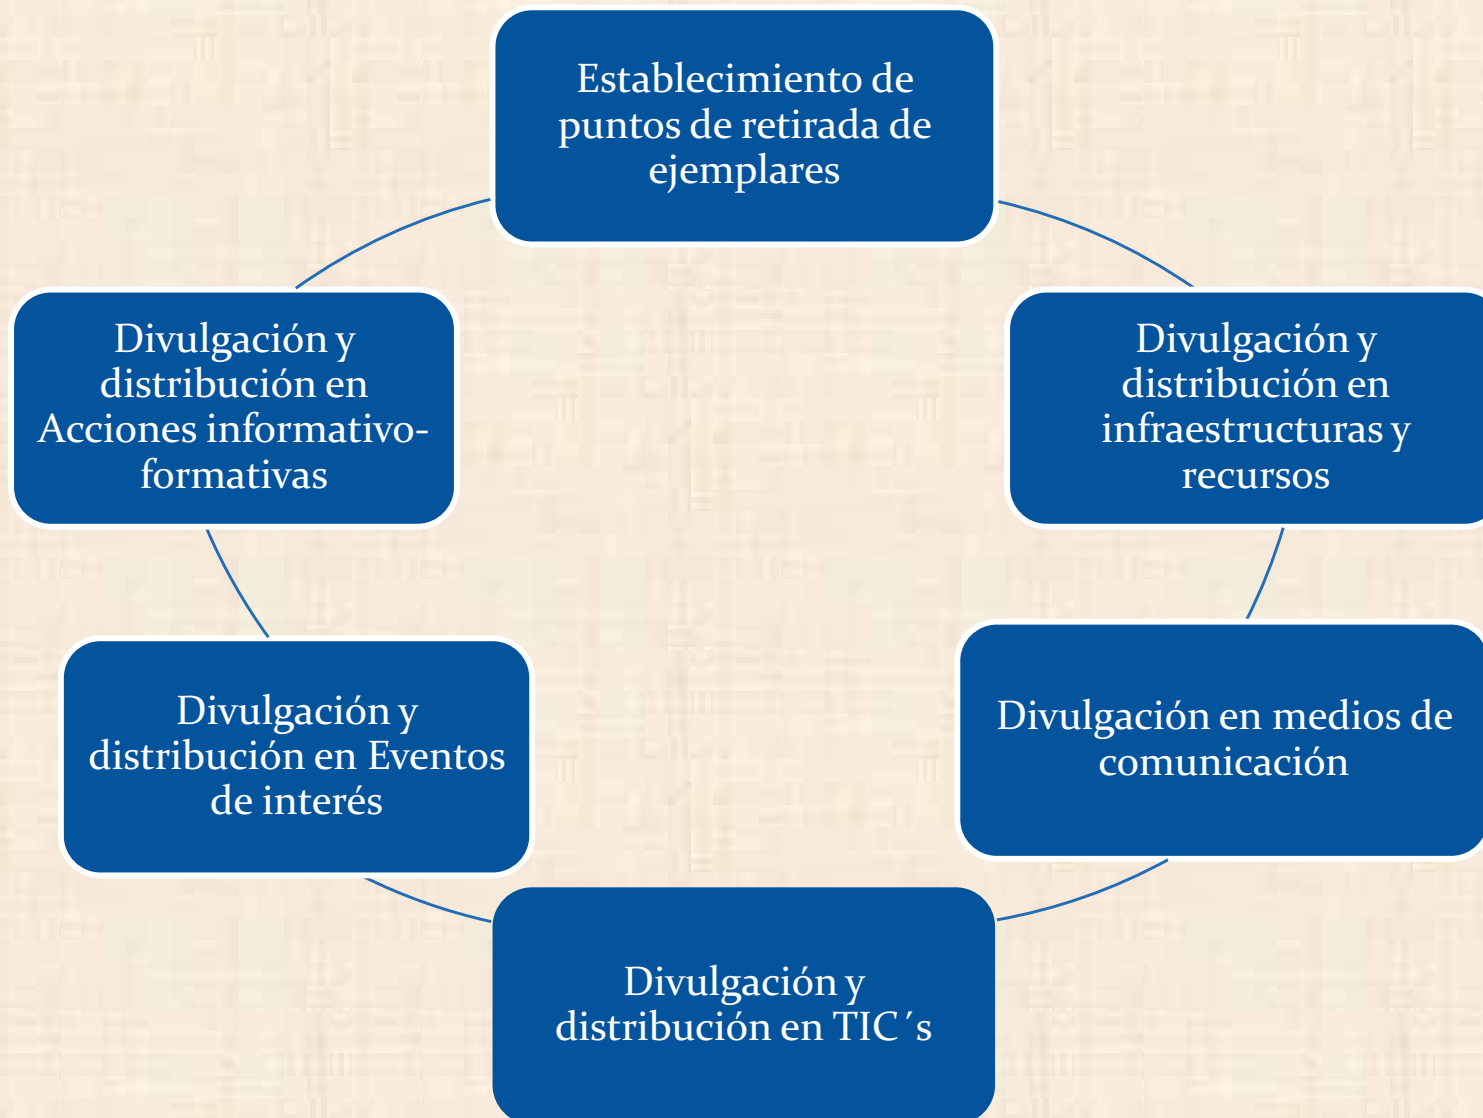 Establecimiento de
puntos de retirada de
ejemplares
Divulgación y
distribución en
infraestructuras y
recursos
Divulgación en medios de
comunicación
Divulgación y
distribución en TIC´s
Divulgación y
distribución en Eventos
de interés
Divulgación y
distribución en
Acciones informativo-
formativas